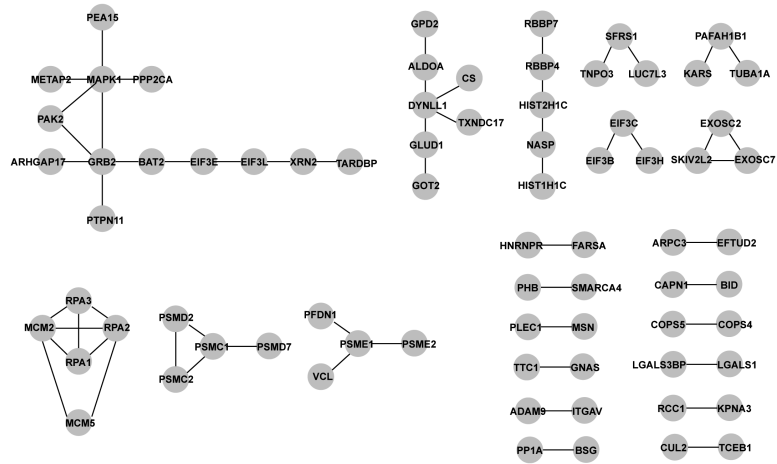 PEA15
METAP2
MAPK1
PPP2CA
PAK2
ARHGAP17
GRB2
BAT2
EIF3E
EIF3L
XRN2
TARDBP
PTPN11
GPD2
ALDOA
CS
DYNLL1
TXNDC17
GLUD1
GOT2
RBBP7
RBBP4
HIST2H1C
NASP
HIST1H1C
SFRS1
TNPO3
LUC7L3
PAFAH1B1
KARS
TUBA1A
EIF3C
EIF3B
EIF3H
EXOSC2
SKIV2L2
EXOSC7
RPA3
MCM2
RPA2
RPA1
MCM5
PSMD2
PSMC1
PSMD7
PSMC2
PFDN1
PSME1
PSME2
VCL
HNRNPR
FARSA
PHB
SMARCA4
PLEC1
MSN
TTC1
GNAS
ADAM9
ITGAV
PP1A
BSG
ARPC3
EFTUD2
CAPN1
BID
COPS5
COPS4
LGALS3BP
LGALS1
RCC1
KPNA3
CUL2
TCEB1